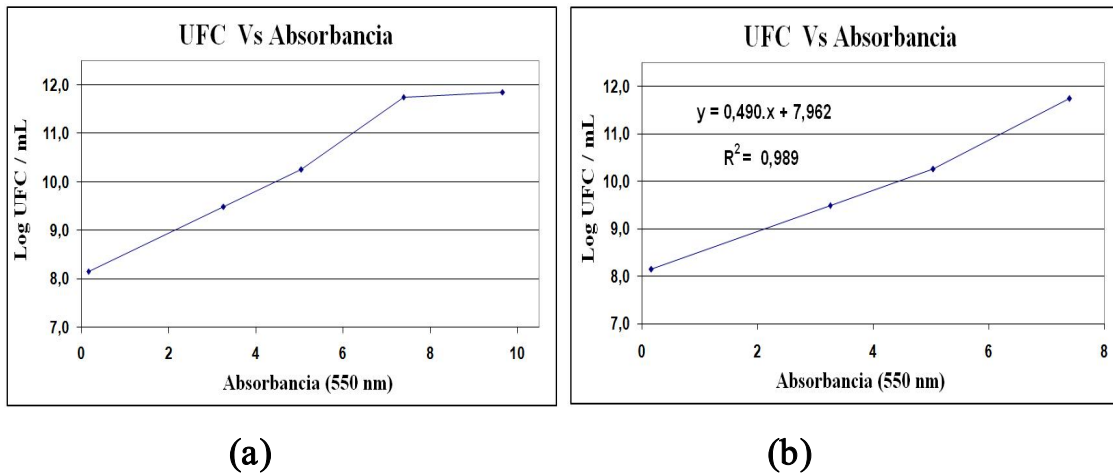 UFC Vs Absorbancia
Log UFC / mL
12,0
11,0
10,0
9,0
8,0
7,0
0 2 4 6 8 10
Absorbancia (550 nm)
(a)
UFC Vs Absorbancia
Log UFC / mL
12,0
11,0
10,0
9,0
8,0
7,0
y = 0,490.x + 7,962
R² = 0,989
0 2 4 6 8
Absorbancia (550 nm)
(b)